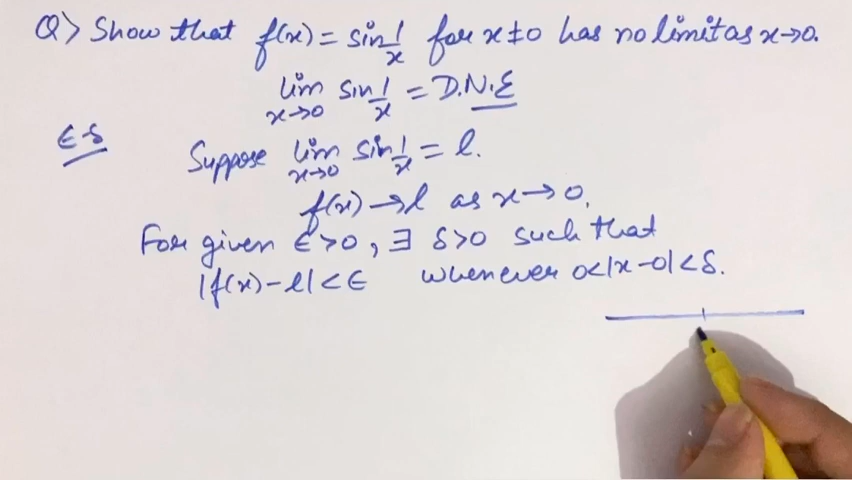 Q> Show that f(x) = sin 1/x for x ≠ 0 has no limit as x→0.
lim x→0 sin 1/x = D.N.E
ϵ-δ
Suppose lim x→0 sin 1/x = l.
f(x) → l as x → 0.
For given ϵ > 0, ∃ δ > 0 such that
|f(x) - l| < ϵ whenever 0 < |x - 0| < δ.